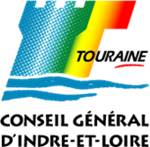 TOURAINE
CONSEIL GÉNÉRAL
D'INDRE-ET-LOIRE